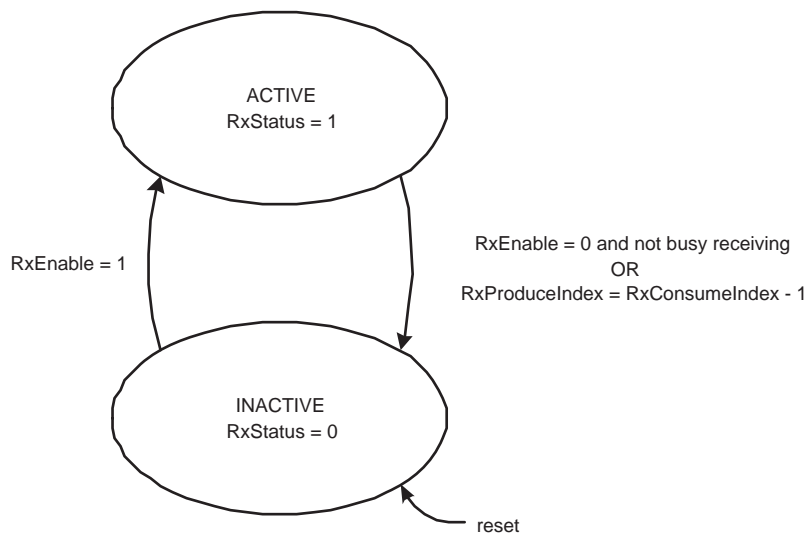 ACTIVE
RxStatus = 1
RxEnable = 1
RxEnable = 0 and not busy receiving
OR
RxProduceIndex = RxConsumeIndex - 1
INACTIVE
RxStatus = 0
reset